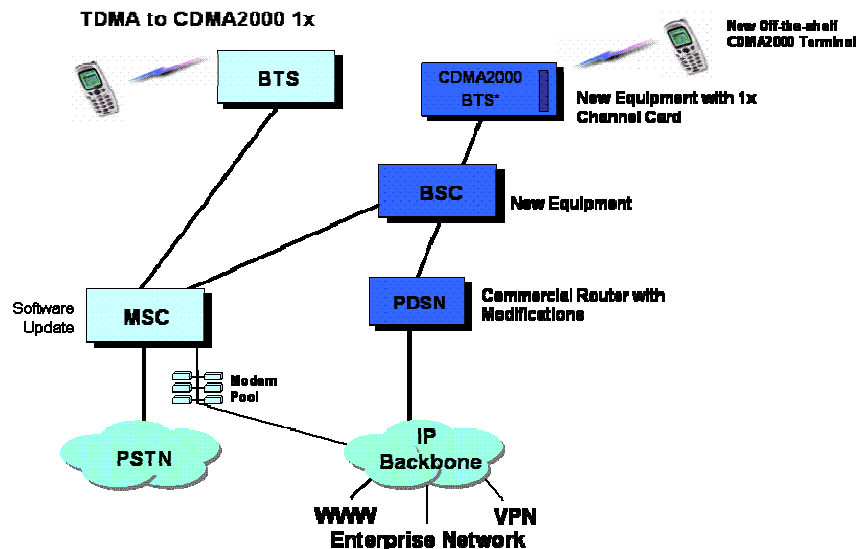 TDMA to CDMA2000 1x
New Off-the-shelf
CDMA2000 Terminal
BTS
CDMA2000
BTS*
New Equipment with 1x
Channel Card
BSC
New Equipment
Software
Update
MSC
PDSN
Commercial Router with
Modifications
Modem
Pool
PSTN
IP
Backbone
WWW
VPN
Enterprise Network